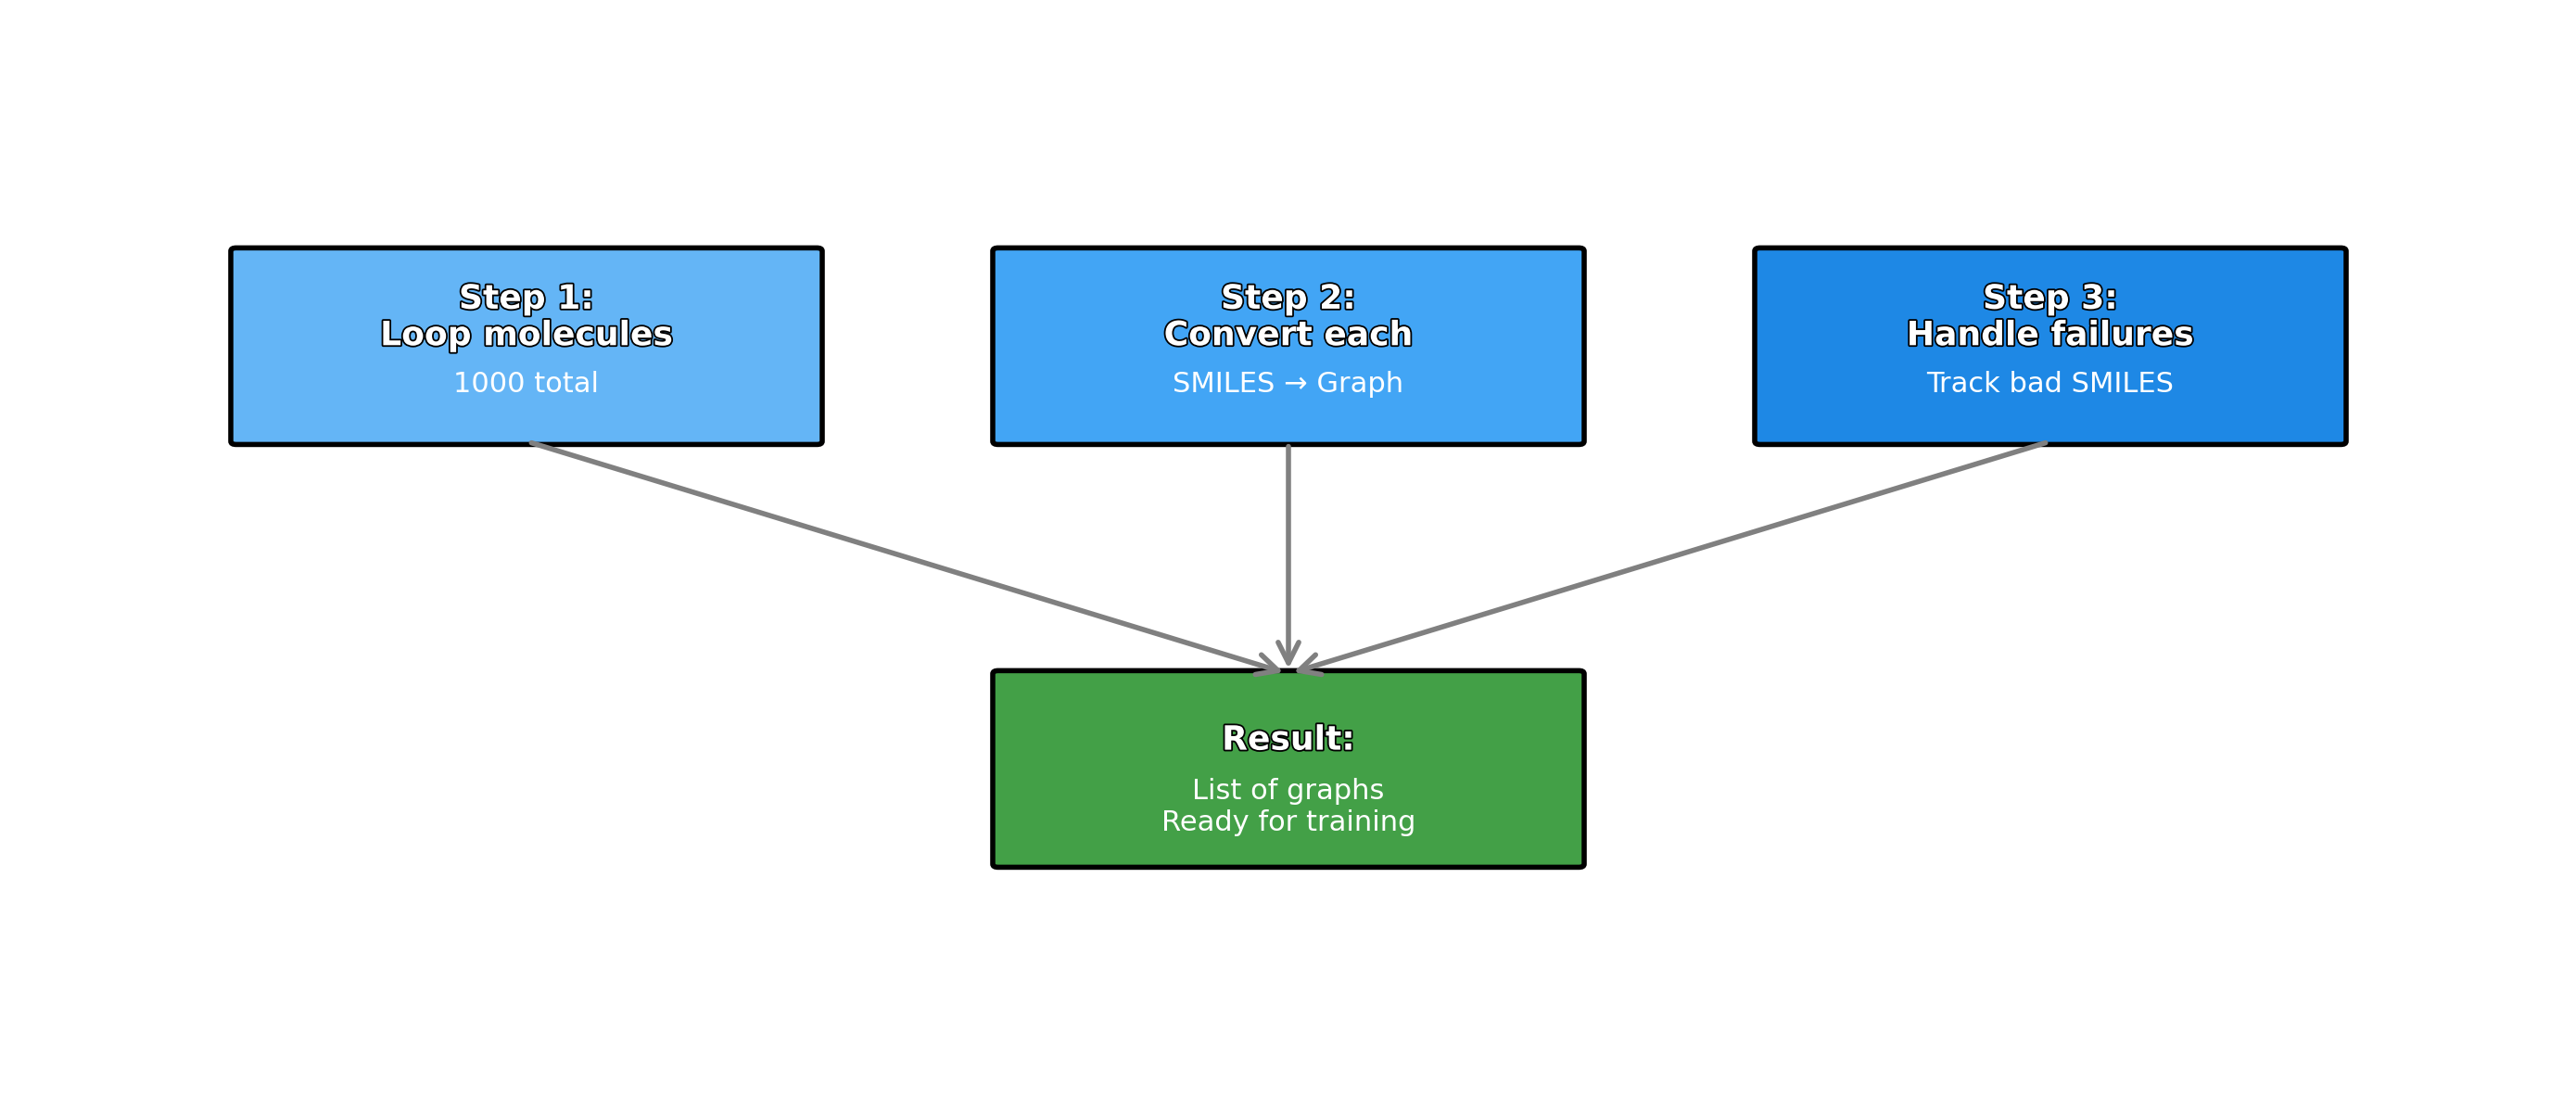 Step 1:
Loop molecules
1000 total
Step 2:
Convert each
SMILES → Graph
Step 3:
Handle failures
Track bad SMILES
Result:
List of graphs
Ready for training